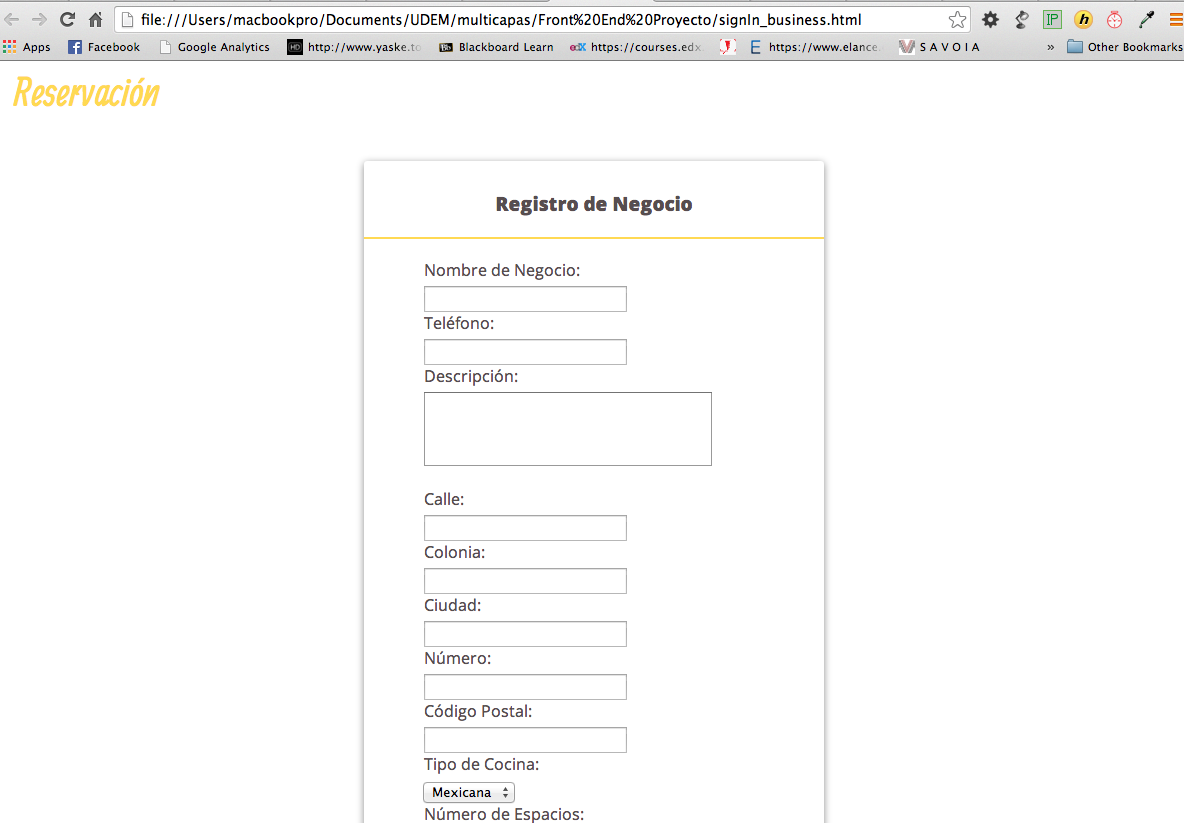 file:///Users/macbookpro/Documents/UDEM/multicapas/Front%20End%20Proyecto/signIn_business.html
Apps Facebook Google Analytics http://www.yaske.to Blackboard Learn edX https://courses.edx. https://www.elance. S A V O I A » Other Bookmarks
Reservación
Registro de Negocio
Nombre de Negocio:
Teléfono:
Descripción:
Calle:
Colonia:
Ciudad:
Número:
Código Postal:
Tipo de Cocina:
Mexicana
Número de Espacios: